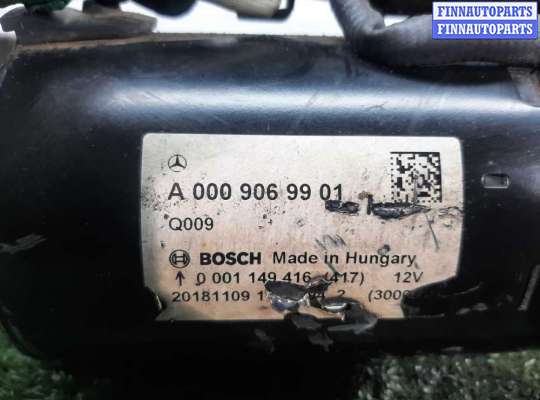 FINNAUTOPARTS
FINNAUTOPARTS
A 000 906 99 01
Q009
BOSCH Made in Hungary
0 001 149 416 (417) 12V
20181109